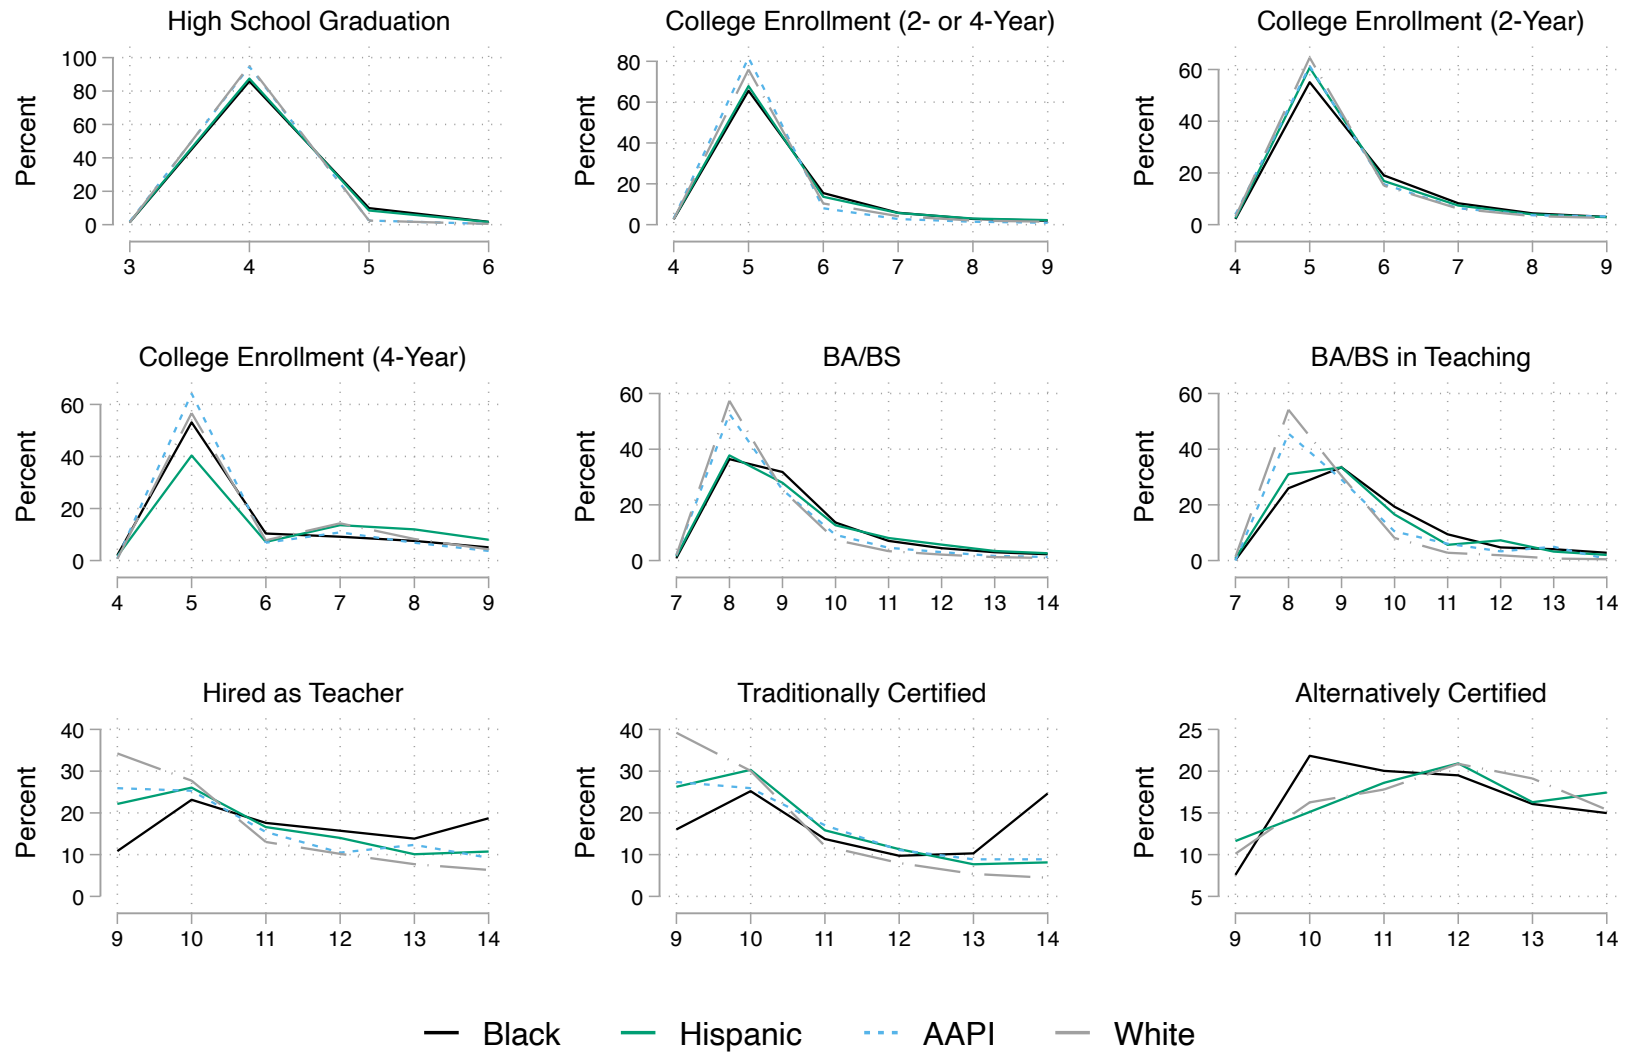 High School Graduation
Percent
100
80
60
40
20
0
3 4 5 6
College Enrollment (2- or 4-Year)
Percent
80
60
40
20
0
4 5 6 7 8 9
College Enrollment (2-Year)
Percent
60
40
20
0
4 5 6 7 8 9
College Enrollment (4-Year)
Percent
60
40
20
0
4 5 6 7 8 9
BA/BS
Percent
60
40
20
0
7 8 9 10 11 12 13 14
BA/BS in Teaching
Percent
60
40
20
0
7 8 9 10 11 12 13 14
Hired as Teacher
Percent
40
30
20
10
0
9 10 11 12 13 14
Traditionally Certified
Percent
40
30
20
10
0
9 10 11 12 13 14
Alternatively Certified
Percent
25
20
15
10
5
9 10 11 12 13 14
Black Hispanic AAPI White